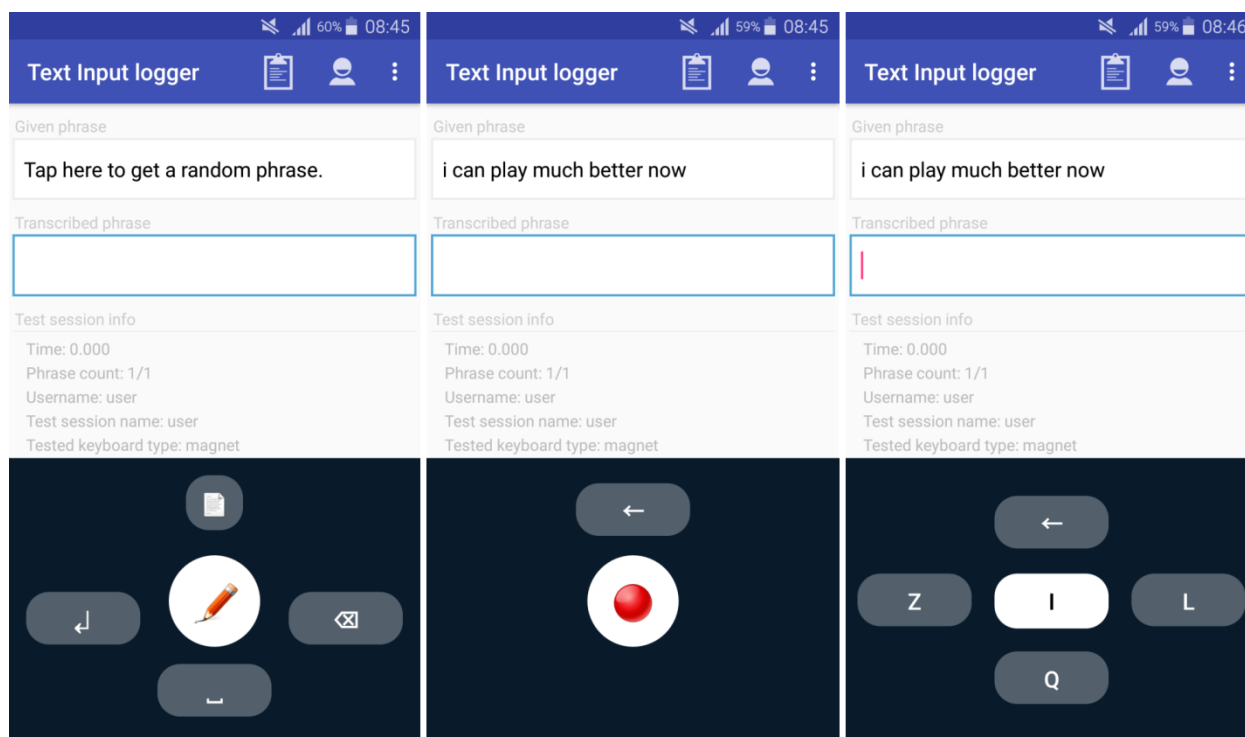 60% 08:45
Text Input logger
Given phrase
Tap here to get a random phrase.
Transcribed phrase
Test session info
Time: 0.000
Phrase count: 1/1
Username: user
Test session name: user
Tested keyboard type: magnet
59% 08:45
Text Input logger
Given phrase
i can play much better now
Transcribed phrase
Test session info
Time: 0.000
Phrase count: 1/1
Username: user
Test session name: user
Tested keyboard type: magnet
59% 08:46
Text Input logger
Given phrase
i can play much better now
Transcribed phrase
Test session info
Time: 0.000
Phrase count: 1/1
Username: user
Test session name: user
Tested keyboard type: magnet
Z I L
Q